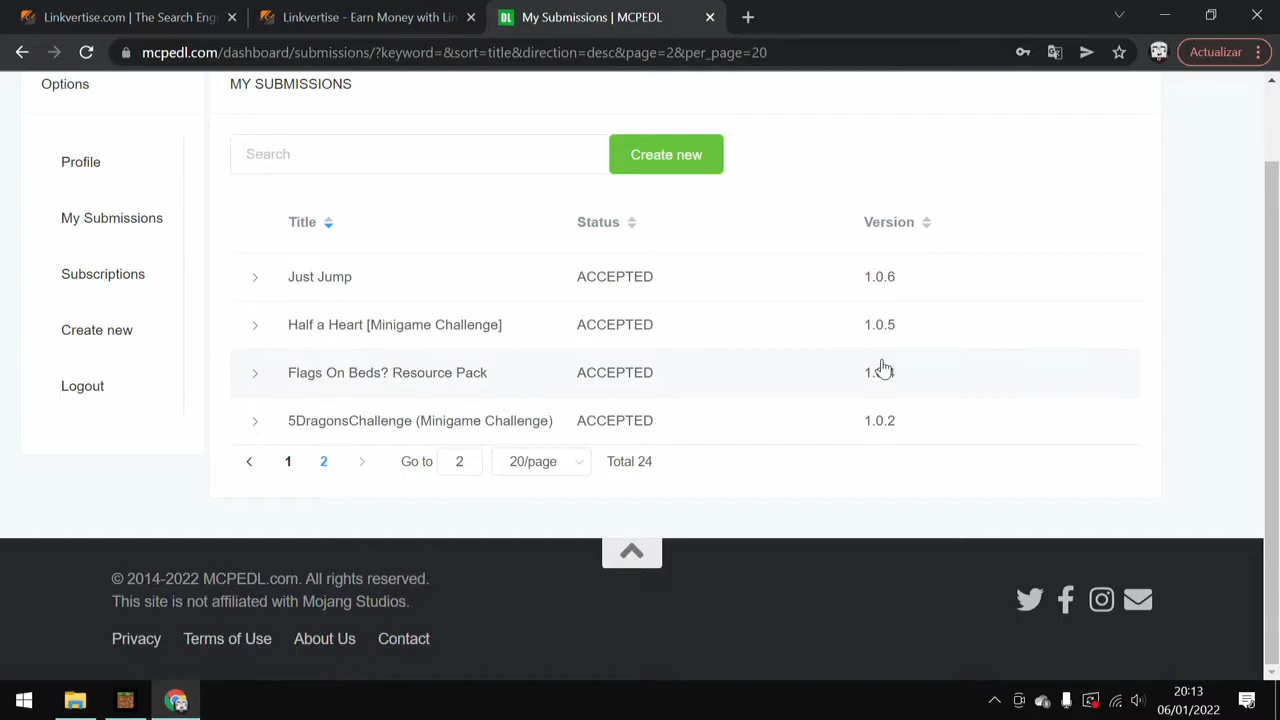 Linkvertise.com | The Search Eng
Linkvertise - Earn Money with Lin
DL My Submissions | MCPEDL
mcpedl.com/dashboard/submissions/?keyword=&sort=title&direction=desc&page=2&per_page=20
Actualizar
Options
MY SUBMISSIONS
Profile
My Submissions
Subscriptions
Create new
Logout
Search
Create new
Title Status Version
Just Jump ACCEPTED 1.0.6
Half a Heart [Minigame Challenge] ACCEPTED 1.0.5
Flags On Beds? Resource Pack ACCEPTED
5DragonsChallenge (Minigame Challenge) ACCEPTED 1.0.2
1 2 Go to 2 20/page Total 24
© 2014-2022 MCPEDL.com. All rights reserved.
This site is not affiliated with Mojang Studios.
Privacy Terms of Use About Us Contact
20:13
06/01/2022